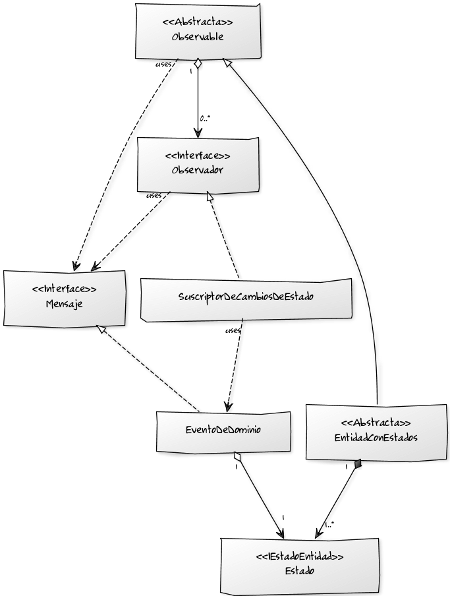 <<Abstracta>>
Observable
uses
1
0..*
<<Interface>>
Observador
uses
<<Interface>>
Mensaje
SuscriptorDeCambiosDeEstado
uses
EventoDeDominio
<<Abstracta>>
EntidadConEstados
1
1
1
1..*
<<IEstadoEntidad>>
Estado